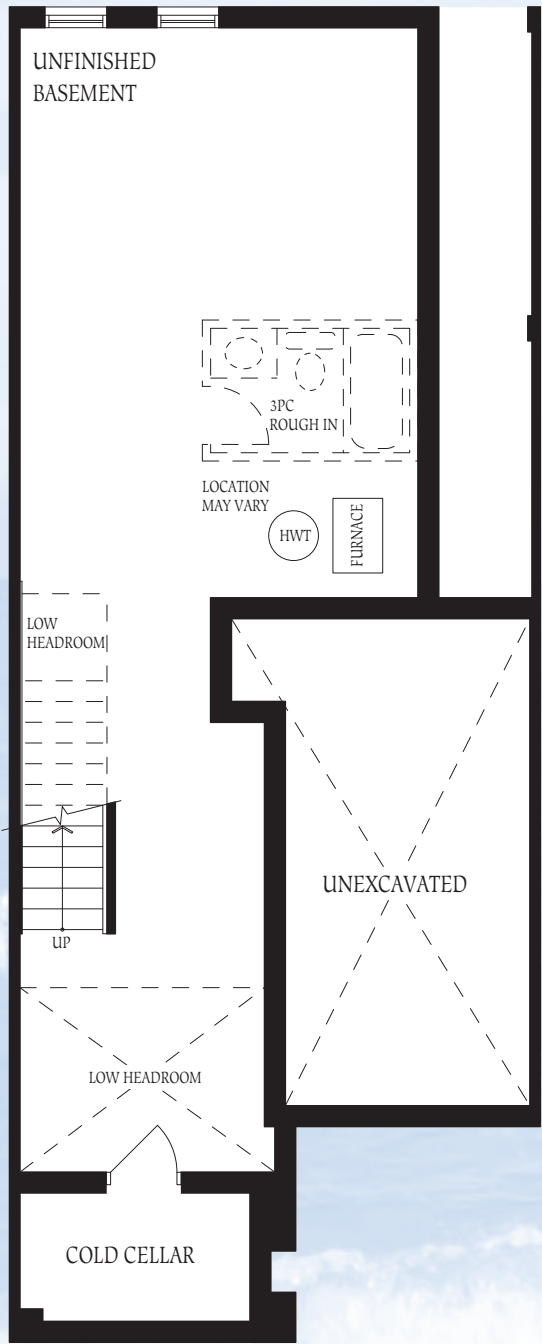 UNFINISHED
BASEMENT
3PC
ROUGH IN
LOCATION
MAY VARY
HWT
FURNACE
LOW
HEADROOM
UNEXCAVATED
UP
LOW HEADROOM
COLD CELLAR